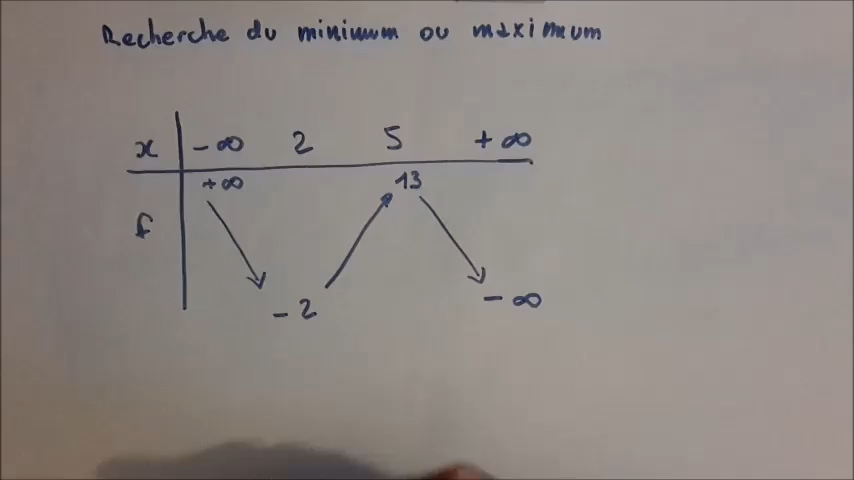 Recherche du minimum ou maximum
x -∞ 2 5 +∞
+∞ 13
f
-2 -∞